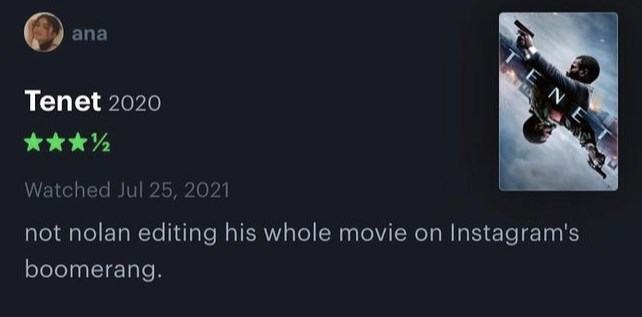 ana
Tenet 2020
★★★½
Watched Jul 25, 2021
not nolan editing his whole movie on Instagram's
boomerang.
TENET